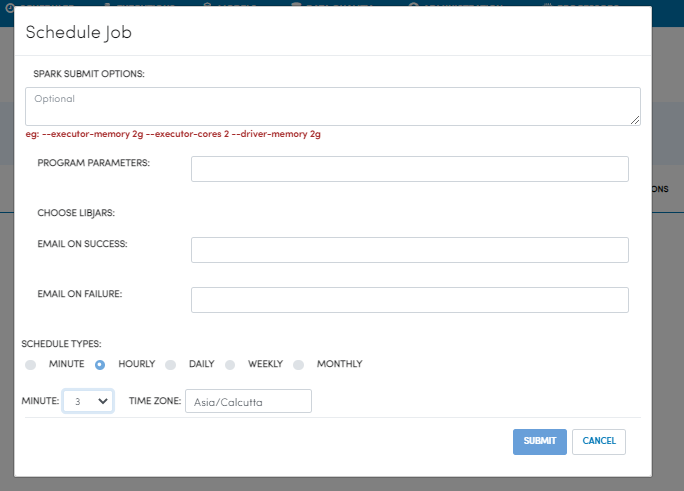 Schedule Job
SPARK SUBMIT OPTIONS:
Optional
eg: --executor-memory 2g --executor-cores 2 --driver-memory 2g
PROGRAM PARAMETERS:
ONS
CHOOSE LIBJARS:
EMAIL ON SUCCESS:
EMAIL ON FAILURE:
SCHEDULE TYPES:
MINUTE HOURLY DAILY WEEKLY MONTHLY
MINUTE: 3 TIME ZONE: Asia/Calcutta
SUBMIT CANCEL